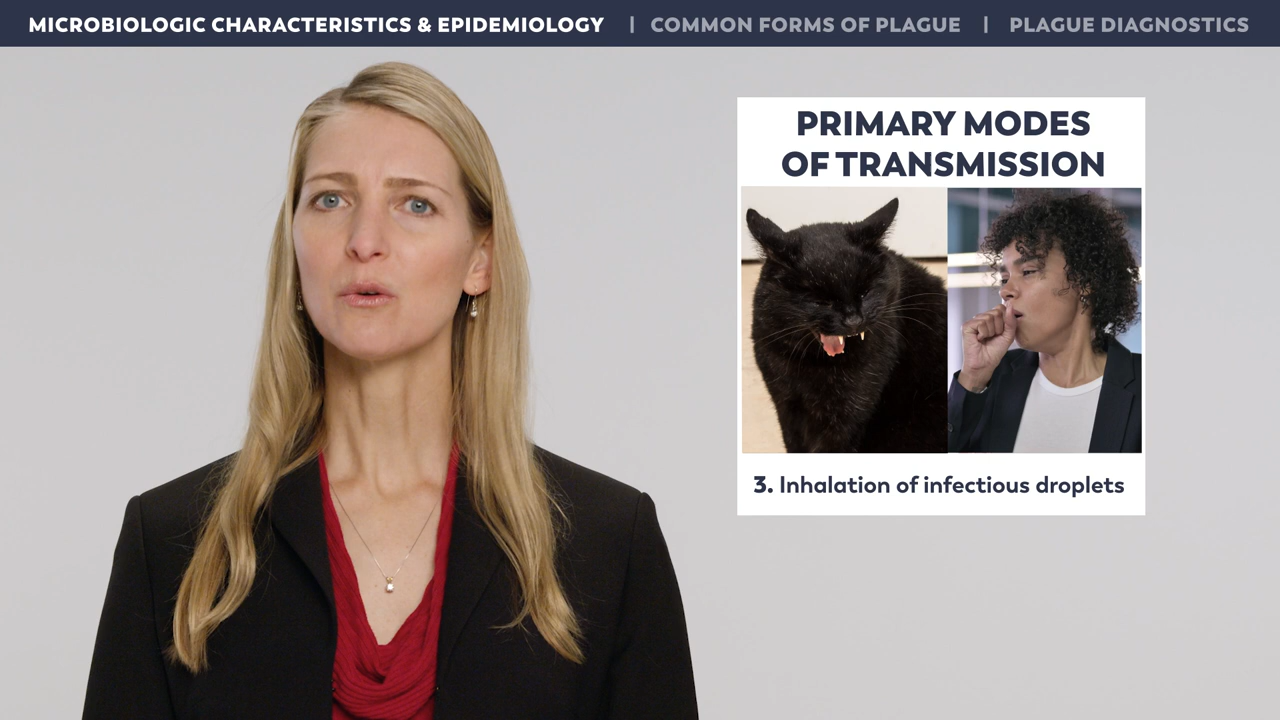 MICROBIOLOGIC CHARACTERISTICS & EPIDEMIOLOGY | COMMON FORMS OF PLAGUE | PLAGUE DIAGNOSTICS
PRIMARY MODES
OF TRANSMISSION
3. Inhalation of infectious droplets